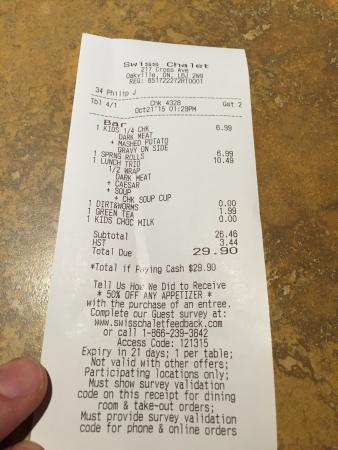 Swiss Chalet
217 Cross Ave
Oakville, ON, L6J 2W9
REG: 851722272RT0001
34 Philip J
Tbl 4/1 Chk 4328 Gst 2
Oct21'15 01:29PM
Bar
1 KIDS 1/4 CHK 6.99
DARK MEAT
+ MASHED POTATO
GRAVY ON SIDE
1 SPRNG ROLLS 6.99
1 LUNCH TRIO 10.49
1/2 WRAP
DARK MEAT
+ CAESAR
+ SOUP
+ CHK SOUP CUP
1 DIRT&WORMS 0.00
1 GREEN TEA 1.99
1 KIDS CHOC MILK 0.00
Subtotal 26.46
HST 3.44
Total Due 29.90
*Total if Paying Cash $29.90
Tell Us How We Did to Receive
* 50% OFF ANY APPETIZER *
with the purchase of an entree.
Complete our Guest survey at:
www.swisschaletfeedback.com
or call 1-866-239-3642
Access Code: 121315
Expiry in 21 days; 1 per table;
Not valid with other offers;
Participating locations only;
Must show survey validation
code on this receipt for dining
room & take-out orders;
Must provide survey validation
code for phone & online orders